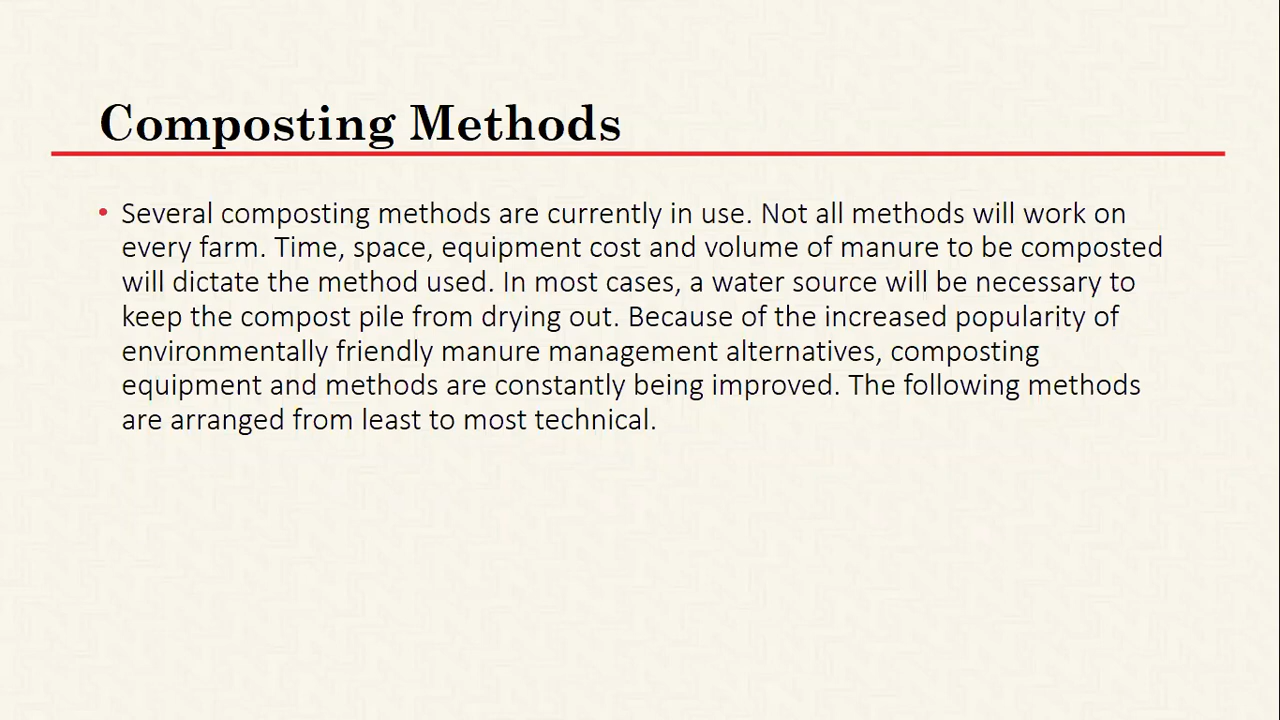 Composting Methods
• Several composting methods are currently in use. Not all methods will work on
every farm. Time, space, equipment cost and volume of manure to be composted
will dictate the method used. In most cases, a water source will be necessary to
keep the compost pile from drying out. Because of the increased popularity of
environmentally friendly manure management alternatives, composting
equipment and methods are constantly being improved. The following methods
are arranged from least to most technical.